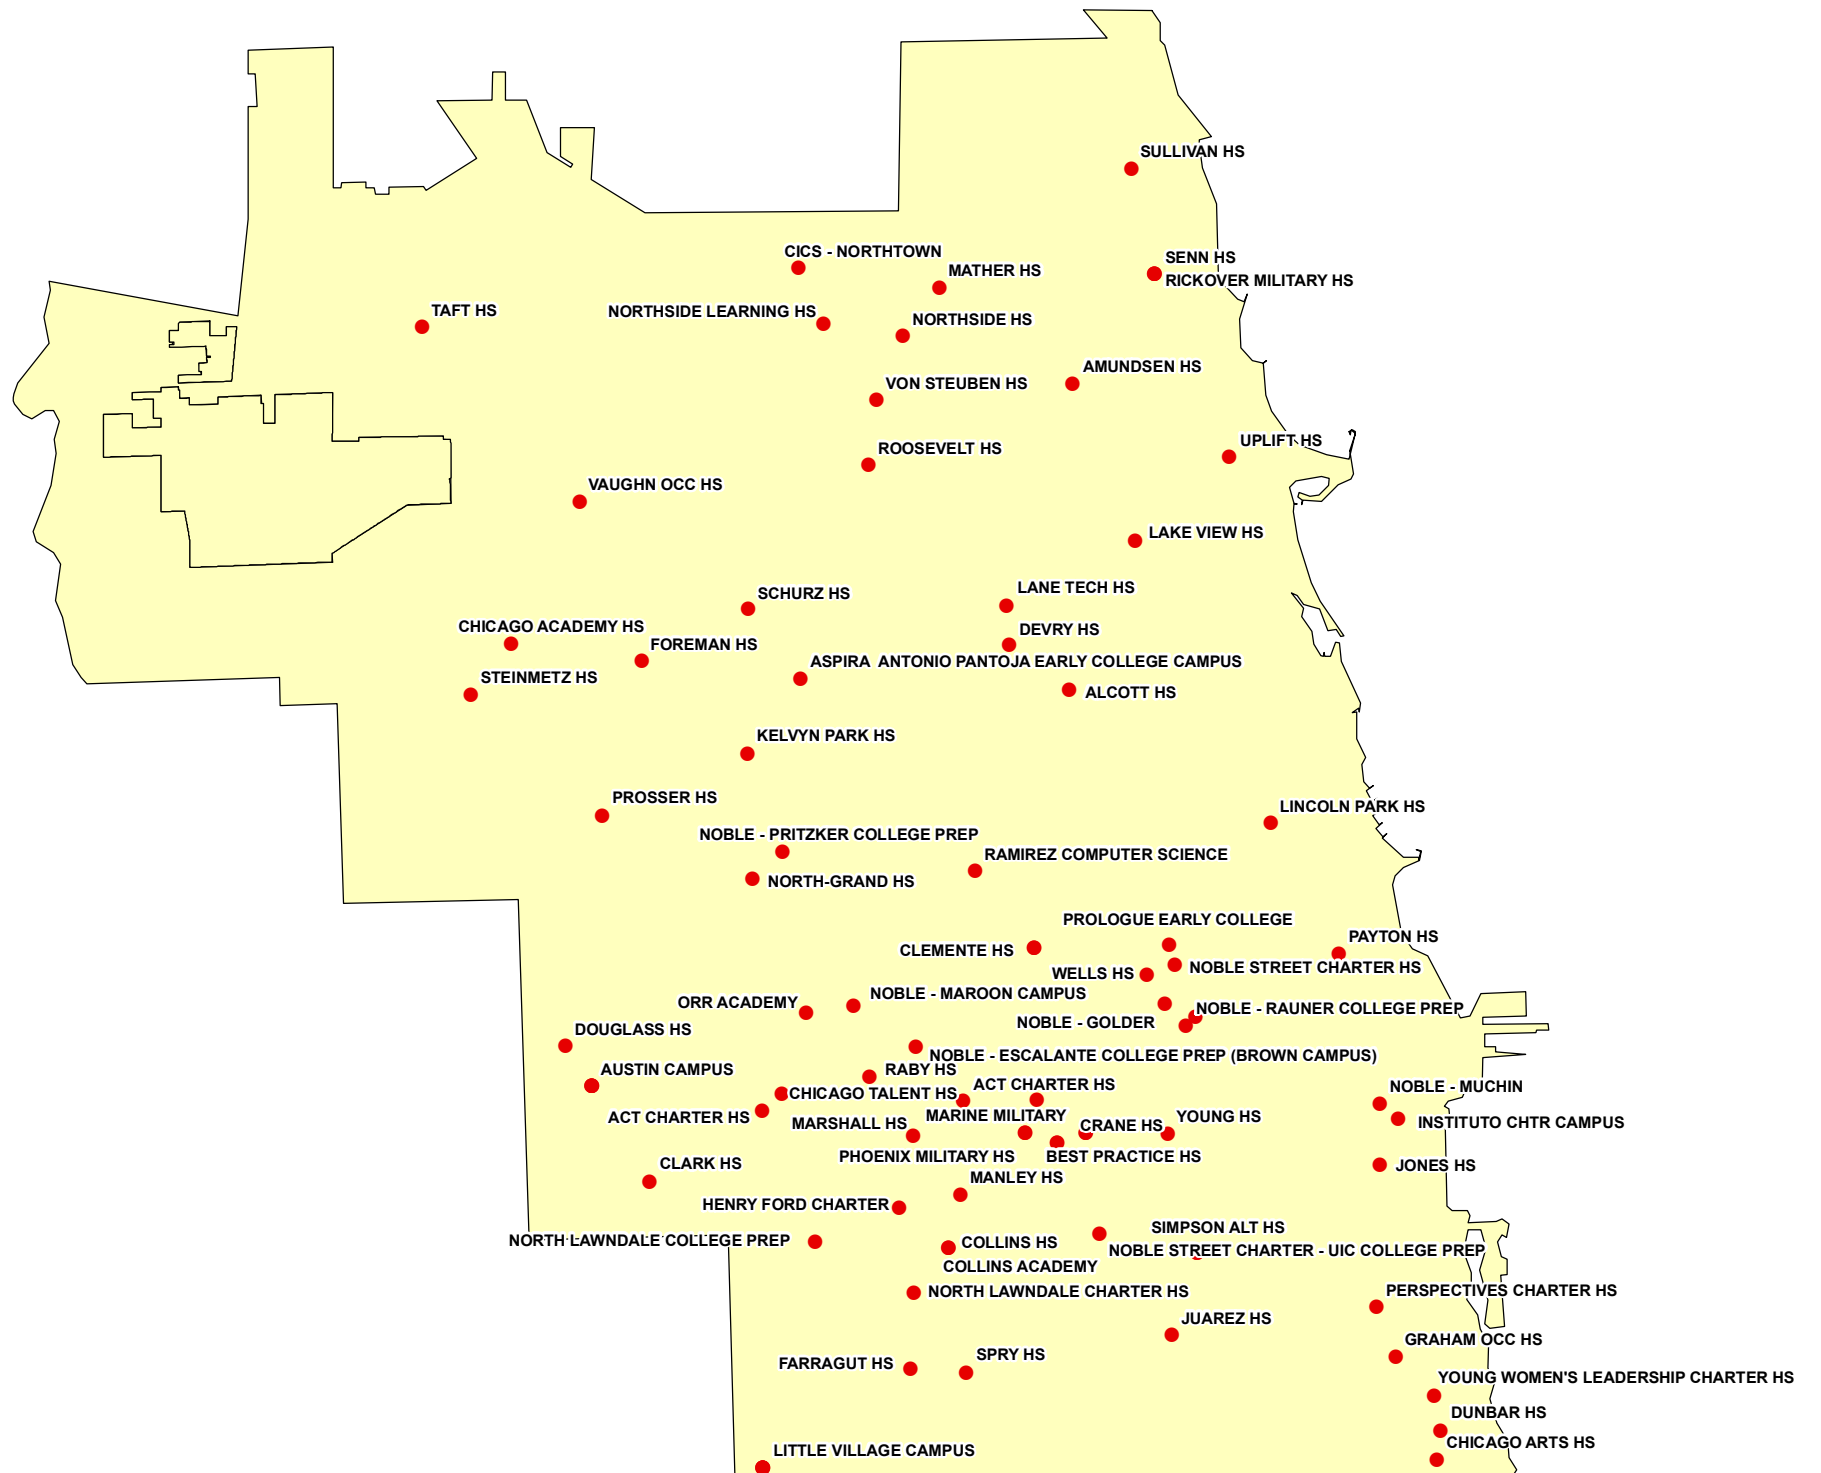 SULLIVAN HS
CICS - NORTHTOWN
SENN HS
MATHER HS
RICKOVER MILITARY HS
TAFT HS
NORTHSIDE LEARNING HS
NORTHSIDE HS
AMUNDSEN HS
VON STEUBEN HS
UPLIFT HS
ROOSEVELT HS
VAUGHN OCC HS
LAKE VIEW HS
LANE TECH HS
SCHURZ HS
CHICAGO ACADEMY HS
DEVRY HS
FOREMAN HS
ASPIRA  ANTONIO PANTOJA EARLY COLLEGE CAMPUS
STEINMETZ HS
ALCOTT HS
KELVYN PARK HS
PROSSER HS
LINCOLN PARK HS
NOBLE - PRITZKER COLLEGE PREP
RAMIREZ COMPUTER SCIENCE
NORTH-GRAND HS
PROLOGUE EARLY COLLEGE
PAYTON HS
CLEMENTE HS
NOBLE STREET CHARTER HS
WELLS HS
NOBLE - MAROON CAMPUS
ORR ACADEMY
NOBLE - RAUNER COLLEGE PREP
NOBLE - GOLDER
DOUGLASS HS
NOBLE - ESCALANTE COLLEGE PREP (BROWN CAMPUS)
AUSTIN CAMPUS
RABY HS
ACT CHARTER HS
NOBLE - MUCHIN
CHICAGO TALENT HS
ACT CHARTER HS
MARINE MILITARY
YOUNG HS
MARSHALL HS
CRANE HS
INSTITUTO CHTR CAMPUS
PHOENIX MILITARY HS
BEST PRACTICE HS
CLARK HS
JONES HS
MANLEY HS
HENRY FORD CHARTER
SIMPSON ALT HS
NORTH LAWNDALE COLLEGE PREP
COLLINS HS
NOBLE STREET CHARTER - UIC COLLEGE PREP
COLLINS ACADEMY
NORTH LAWNDALE CHARTER HS
PERSPECTIVES CHARTER HS
JUAREZ HS
GRAHAM OCC HS
SPRY HS
FARRAGUT HS
YOUNG WOMEN'S LEADERSHIP CHARTER HS
DUNBAR HS
CHICAGO ARTS HS
LITTLE VILLAGE CAMPUS